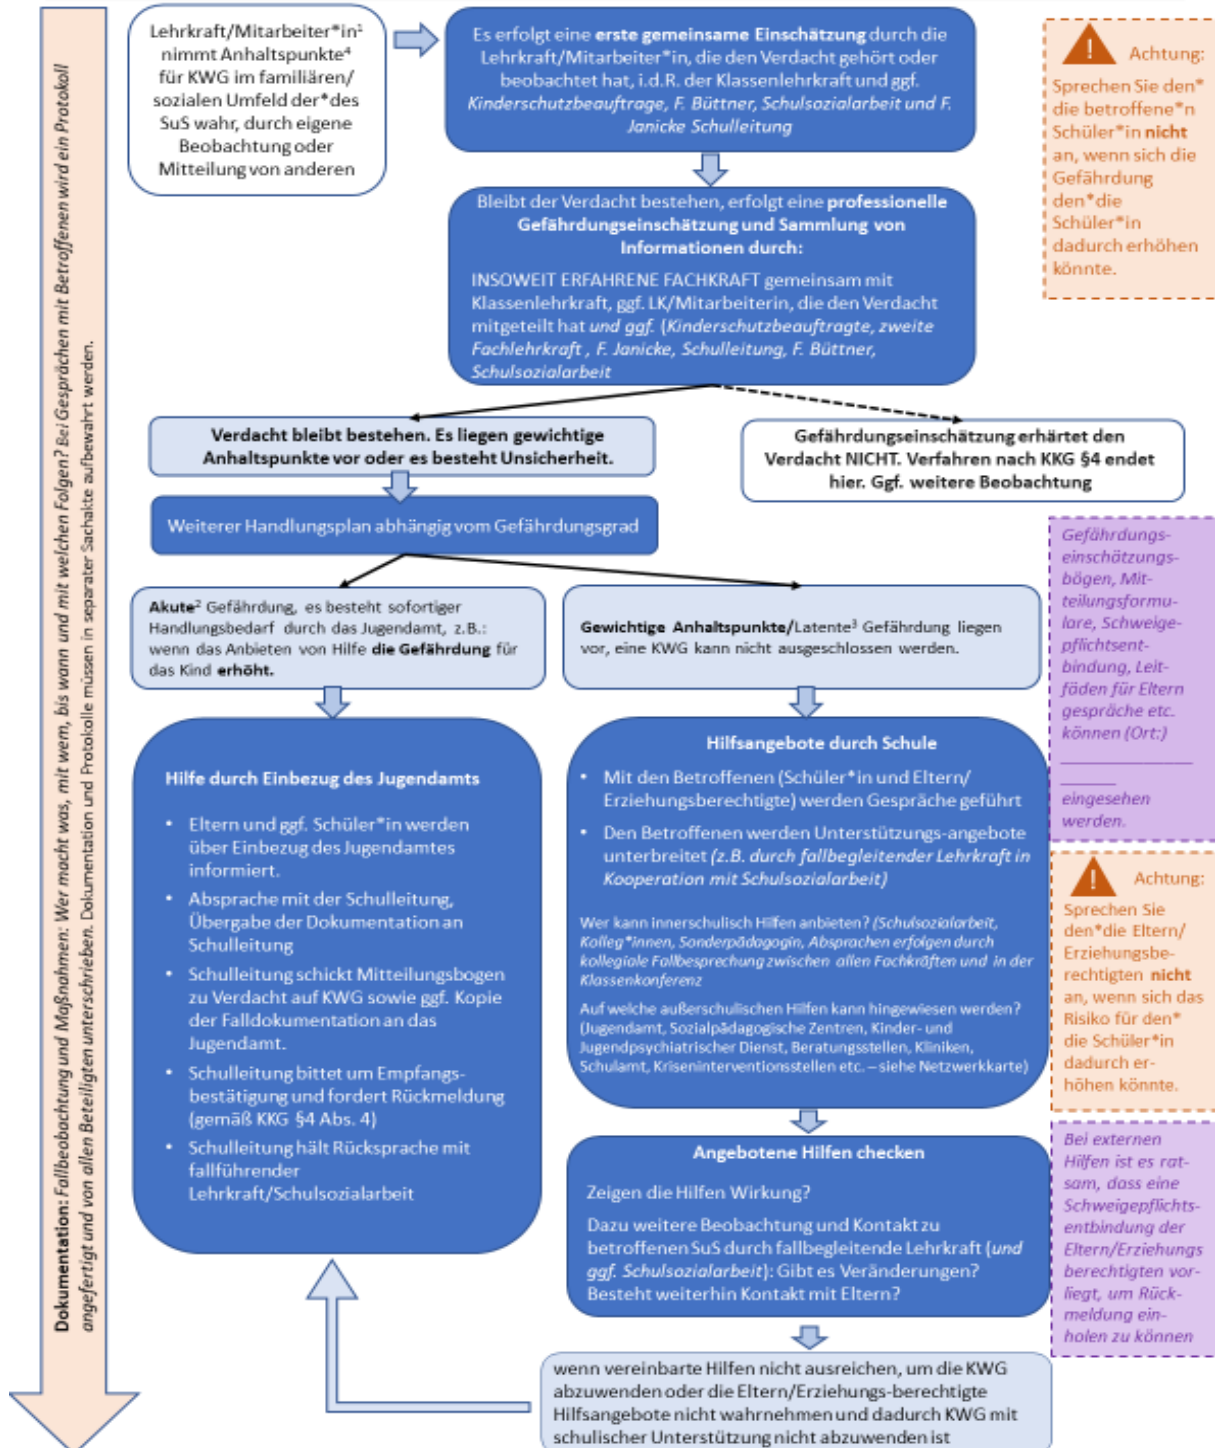 Lehrkraft/Mitarbeiter*in¹
nimmt Anhaltspunkte⁴
für KWG im familiären/
sozialen Umfeld der*des
SuS wahr, durch eigene
Beobachtung oder
Mitteilung von anderen
Es erfolgt eine erste gemeinsame Einschätzung durch die
Lehrkraft/Mitarbeiter*in, die den Verdacht gehört oder
beobachtet hat, i.d.R. der Klassenlehrkraft und ggf.
Kinderschutzbeauftrage, F. Büttner, Schulsozialarbeit und F.
Janicke Schulleitung
Achtung:
Sprechen Sie den*
die betroffene*n
Schüler*in nicht
an, wenn sich die
Gefährdung
den*die
Schüler*in
dadurch erhöhen
könnte.
Bleibt der Verdacht bestehen, erfolgt eine professionelle
Gefährdungseinschätzung und Sammlung von
Informationen durch:
INSOWEIT ERFAHRENE FACHKRAFT gemeinsam mit
Klassenlehrkraft, ggf. LK/Mitarbeiterin, die den Verdacht
mitgeteilt hat und ggf. (Kinderschutzbeauftragte, zweite
Fachlehrkraft , F. Janicke, Schulleitung, F. Büttner,
Schulsozialarbeit
Verdacht bleibt bestehen. Es liegen gewichtige
Anhaltspunkte vor oder es besteht Unsicherheit.
Gefährdungseinschätzung erhärtet den
Verdacht NICHT. Verfahren nach KKG §4 endet
hier. Ggf. weitere Beobachtung
Weiterer Handlungsplan abhängig vom Gefährdungsgrad
Gefährdungs-
einschätzungs-
bögen, Mit-
teilungsformu-
lare, Schweige-
pflichtsent-
bindung, Leit-
fäden für Eltern
gespräche etc.
können (Ort:)
_______________
______
eingesehen
werden.
Akute² Gefährdung, es besteht sofortiger
Handlungsbedarf durch das Jugendamt, z.B.:
wenn das Anbieten von Hilfe die Gefährdung für
das Kind erhöht.
Gewichtige Anhaltspunkte/Latente³ Gefährdung liegen
vor, eine KWG kann nicht ausgeschlossen werden.
Hilfe durch Einbezug des Jugendamts
• Eltern und ggf. Schüler*in werden
über Einbezug des Jugendamtes
informiert.
• Absprache mit der Schulleitung,
Übergabe der Dokumentation an
Schulleitung
• Schulleitung schickt Mitteilungsbogen
zu Verdacht auf KWG sowie ggf. Kopie
der Falldokumentation an das
Jugendamt.
• Schulleitung bittet um Empfangs-
bestätigung und fordert Rückmeldung
(gemäß KKG §4 Abs. 4)
• Schulleitung hält Rücksprache mit
fallführender
Lehrkraft/Schulsozialarbeit
Hilfsangebote durch Schule
• Mit den Betroffenen (Schüler*in und Eltern/
Erziehungsberechtigte) werden Gespräche geführt
• Den Betroffenen werden Unterstützungs-angebote
unterbreitet (z.B. durch fallbegleitender Lehrkraft in
Kooperation mit Schulsozialarbeit)
Wer kann innerschulisch Hilfen anbieten? (Schulsozialarbeit,
Kolleg*innen, Sonderpädagogin, Absprachen erfolgen durch
kollegiale Fallbesprechung zwischen allen Fachkräften und in der
Klassenkonferenz
Auf welche außerschulischen Hilfen kann hingewiesen werden?
(Jugendamt, Sozialpädagogische Zentren, Kinder- und
Jugendpsychiatrischer Dienst, Beratungsstellen, Kliniken,
Schulamt, Kriseninterventionsstellen etc. – siehe Netzwerkkarte)
Achtung:
Sprechen Sie
den*die Eltern/
Erziehungsbe-
rechtigten nicht
an, wenn sich das
Risiko für den*
die Schüler*in
dadurch er-
höhen könnte.
Angebotene Hilfen checken
Zeigen die Hilfen Wirkung?
Dazu weitere Beobachtung und Kontakt zu
betroffenen SuS durch fallbegleitende Lehrkraft (und
ggf. Schulsozialarbeit): Gibt es Veränderungen?
Besteht weiterhin Kontakt mit Eltern?
Bei externen
Hilfen ist es rat-
sam, dass eine
Schweigepflichts-
entbindung der
Eltern/Erziehungs
berechtigten vor-
liegt, um Rück-
meldung ein-
holen zu können
wenn vereinbarte Hilfen nicht ausreichen, um die KWG
abzuwenden oder die Eltern/Erziehungs-berechtigte
Hilfsangebote nicht wahrnehmen und dadurch KWG mit
schulischer Unterstützung nicht abzuwenden ist
Dokumentation: Fallbeobachtung und Maßnahmen: Wer macht was, mit wem, bis wann und mit welchen Folgen? Bei Gesprächen mit Betroffenen wird ein Protokoll
angefertigt und von allen Beteiligten unterschrieben. Dokumentation und Protokolle müssen in separater Sachakte aufbewahrt werden.